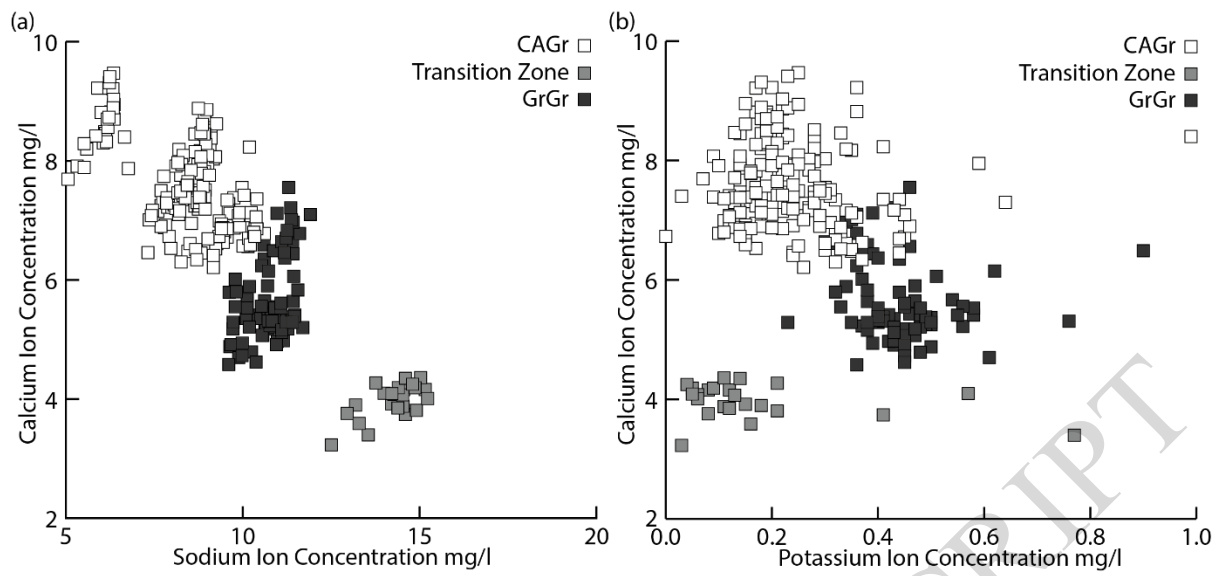 (a)
10
8
6
4
2
Calcium Ion Concentration mg/l
CAGr
Transition Zone
GrGr
5
10
15
20
Sodium Ion Concentration mg/l
(b)
10
8
6
4
2
Calcium Ion Concentration mg/l
CAGr
Transition Zone
GrGr
0.0
0.2
0.4
0.6
0.8
1.0
Potassium Ion Concentration mg/l
CRIPT